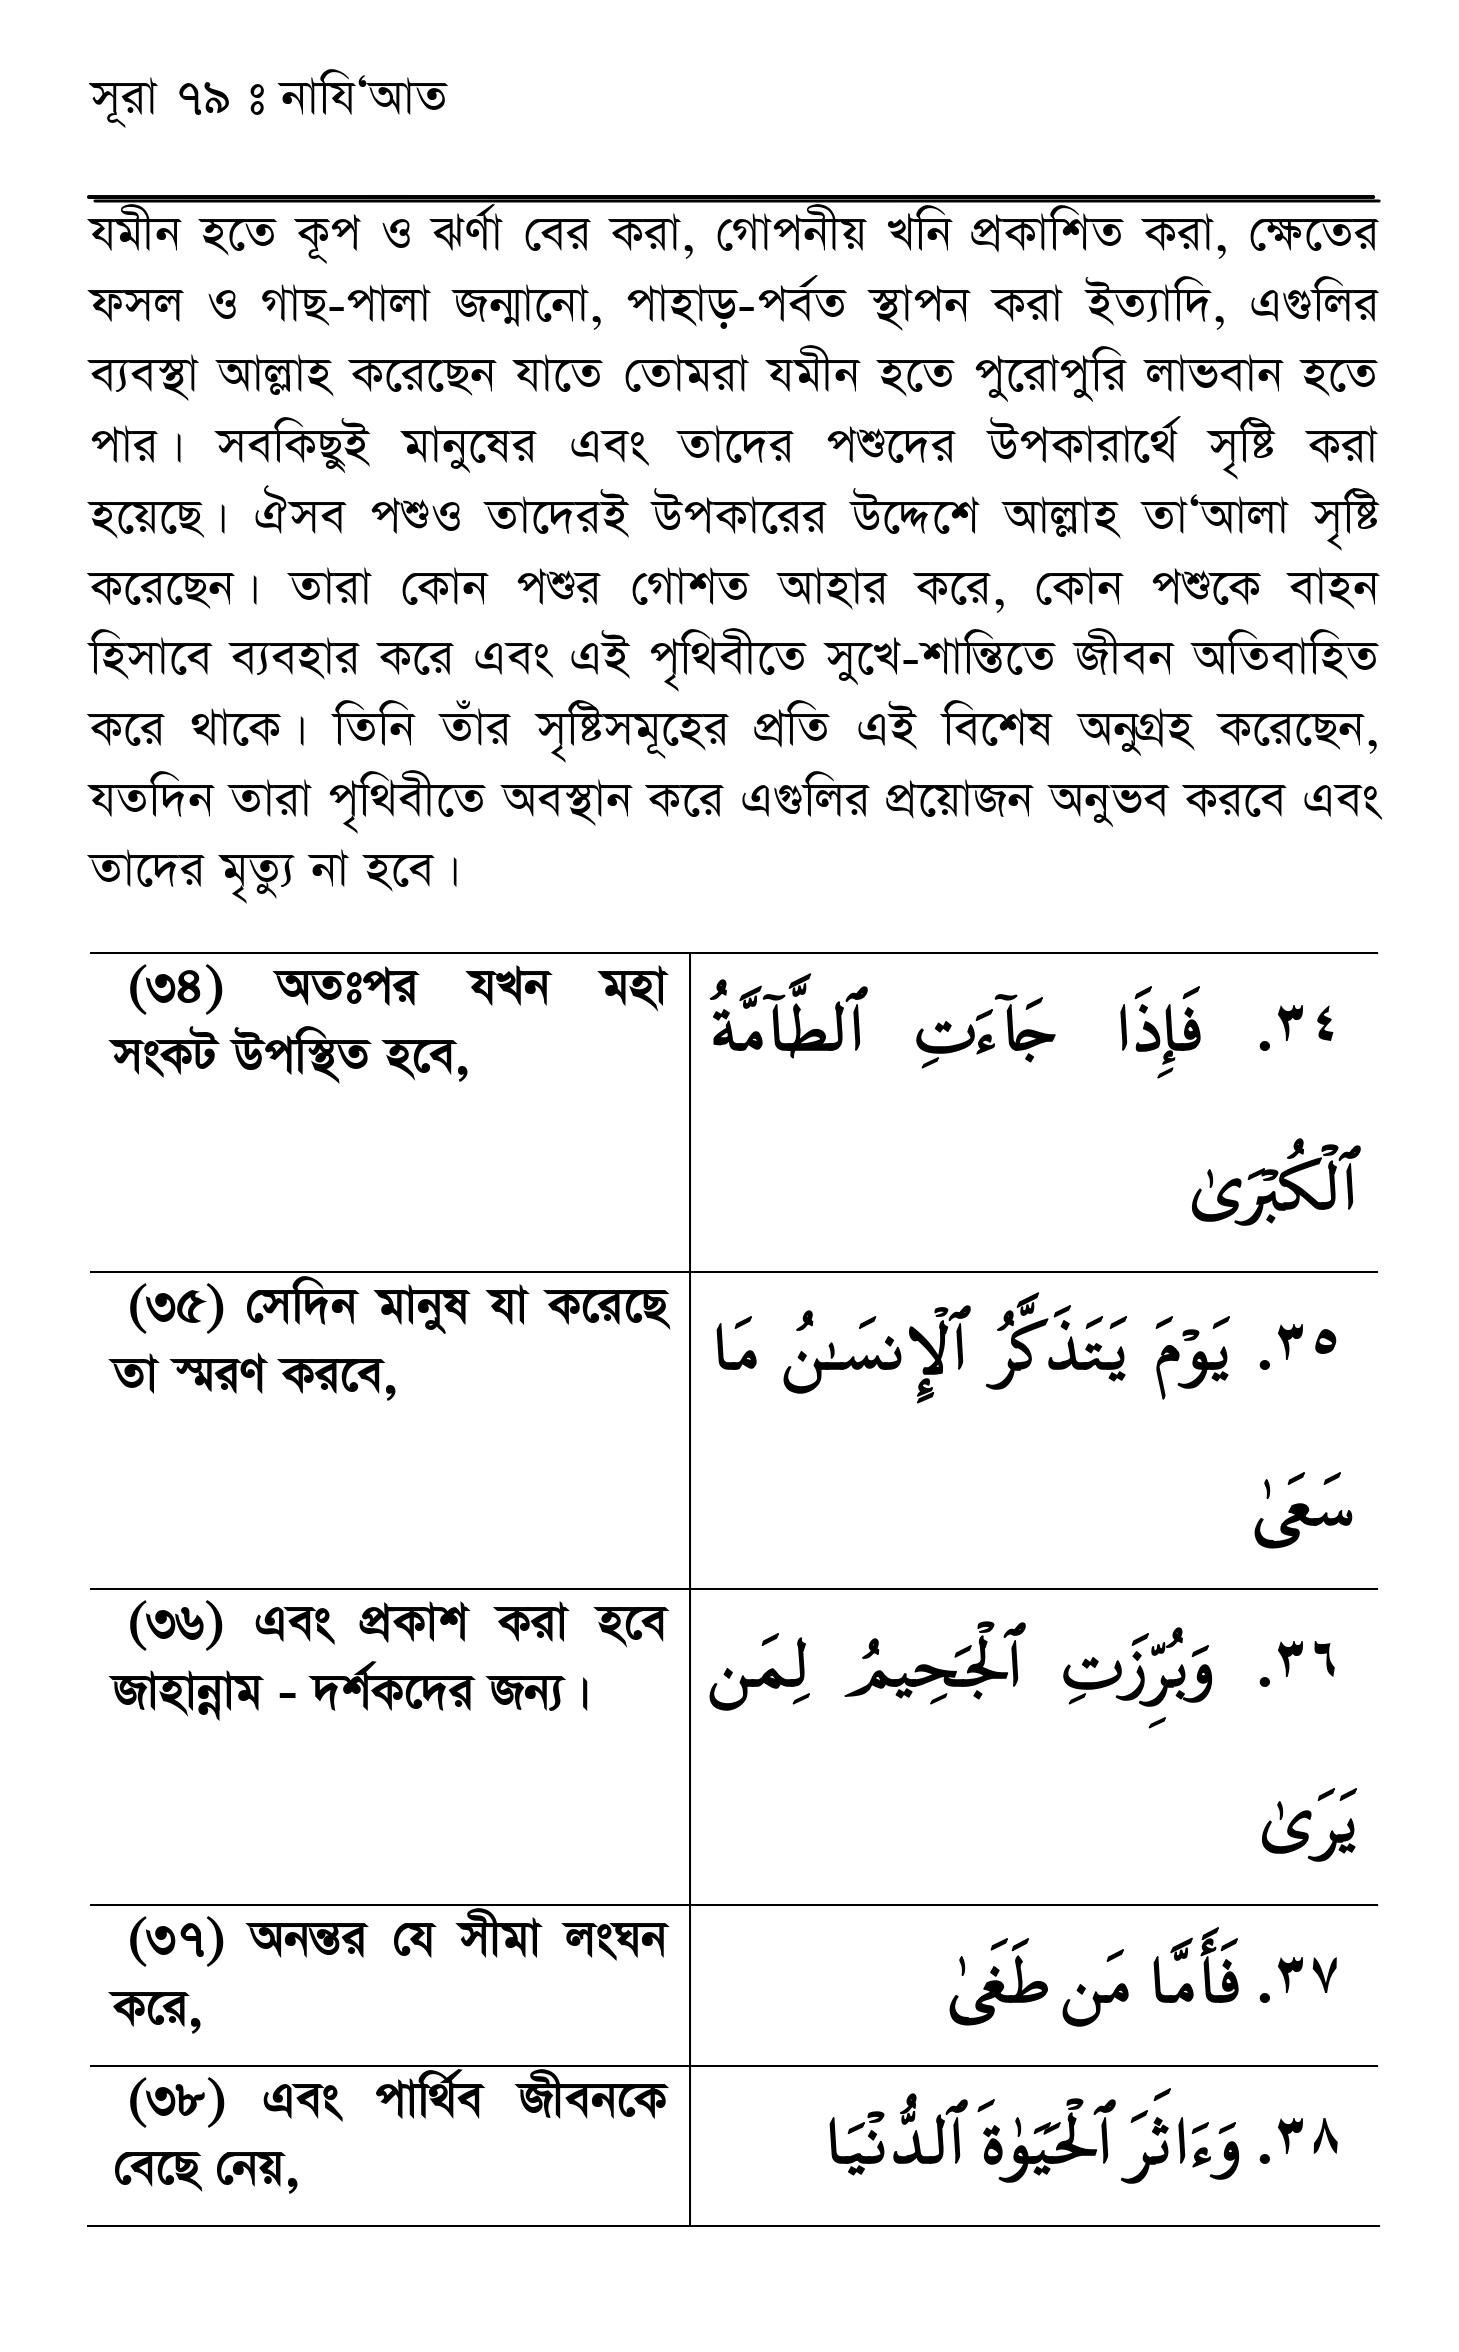 সূরা ৭৯ ঃ নাযি‘আত
যমীন হতে কূপ ও ঝর্ণা বের করা, গোপনীয় খনি প্রকাশিত করা, ক্ষেতের
ফসল ও গাছ-পালা জন্মানো, পাহাড়-পর্বত স্থাপন করা ইত্যাদি, এগুলির
ব্যবস্থা আল্লাহ করেছেন যাতে তোমরা যমীন হতে পুরোপুরি লাভবান হতে
পার। সবকিছুই মানুষের এবং তাদের পশুদের উপকারার্থে সৃষ্টি করা
হয়েছে। ঐসব পশুও তাদেরই উপকারের উদ্দেশে আল্লাহ তা‘আলা সৃষ্টি
করেছেন। তারা কোন পশুর গোশত আহার করে, কোন পশুকে বাহন
হিসাবে ব্যবহার করে এবং এই পৃথিবীতে সুখে-শান্তিতে জীবন অতিবাহিত
করে থাকে। তিনি তাঁর সৃষ্টিসমূহের প্রতি এই বিশেষ অনুগ্রহ করেছেন,
যতদিন তারা পৃথিবীতে অবস্থান করে এগুলির প্রয়োজন অনুভব করবে এবং
তাদের মৃত্যু না হবে।
(৩৪) অতঃপর যখন মহা
সংকট উপস্থিত হবে,
٣٤. فَإِذَا جَآءَتِ ٱلطَّآمَّةُ
ٱلْكُبْرَىٰ
(৩৫) সেদিন মানুষ যা করেছে
তা স্মরণ করবে,
٣٥. يَوْمَ يَتَذَكَّرُ ٱلْإِنسَـٰنُ مَا
سَعَىٰ
(৩৬) এবং প্রকাশ করা হবে
জাহান্নাম - দর্শকদের জন্য।
٣٦. وَبُرِّزَتِ ٱلْجَحِيمُ لِمَن
يَرَىٰ
(৩৭) অনন্তর যে সীমা লংঘন
করে,
٣٧. فَأَمَّا مَن طَغَىٰ
(৩৮) এবং পার্থিব জীবনকে
বেছে নেয়,
٣٨. وَءَاثَرَ ٱلْحَيَوٰةَ ٱلدُّنْيَا